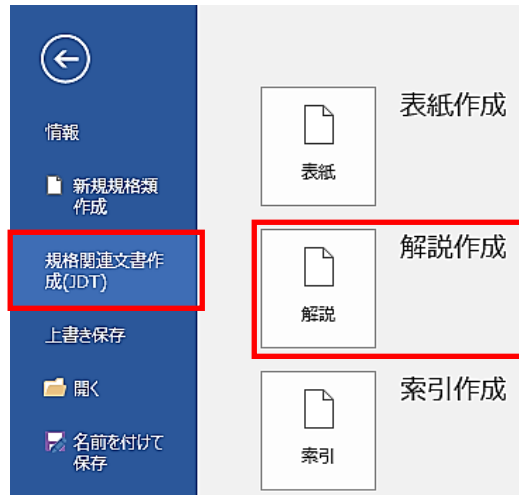 情報
新規規格類
作成
規格関連文書作
成(JDT)
上書き保存
開く
名前を付けて
保存
表紙
表紙作成
解説
解説作成
索引
索引作成